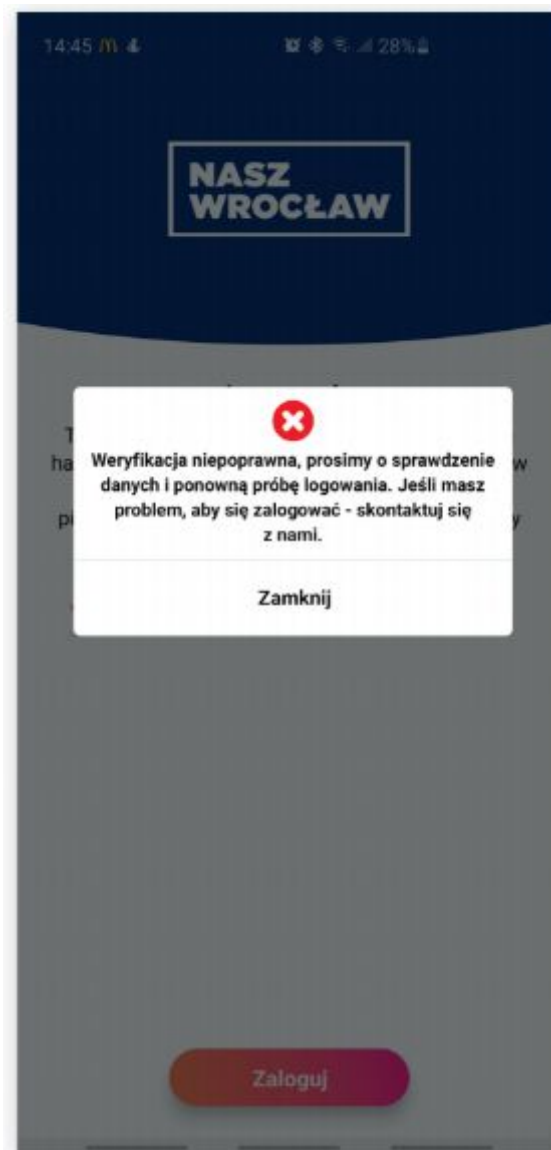 14:45
28%
NASZ
WROCŁAW
Weryfikacja niepoprawna, prosimy o sprawdzenie
danych i ponowną próbę logowania. Jeśli masz
problem, aby się zalogować - skontaktuj się
z nami.
Zamknij
Zaloguj